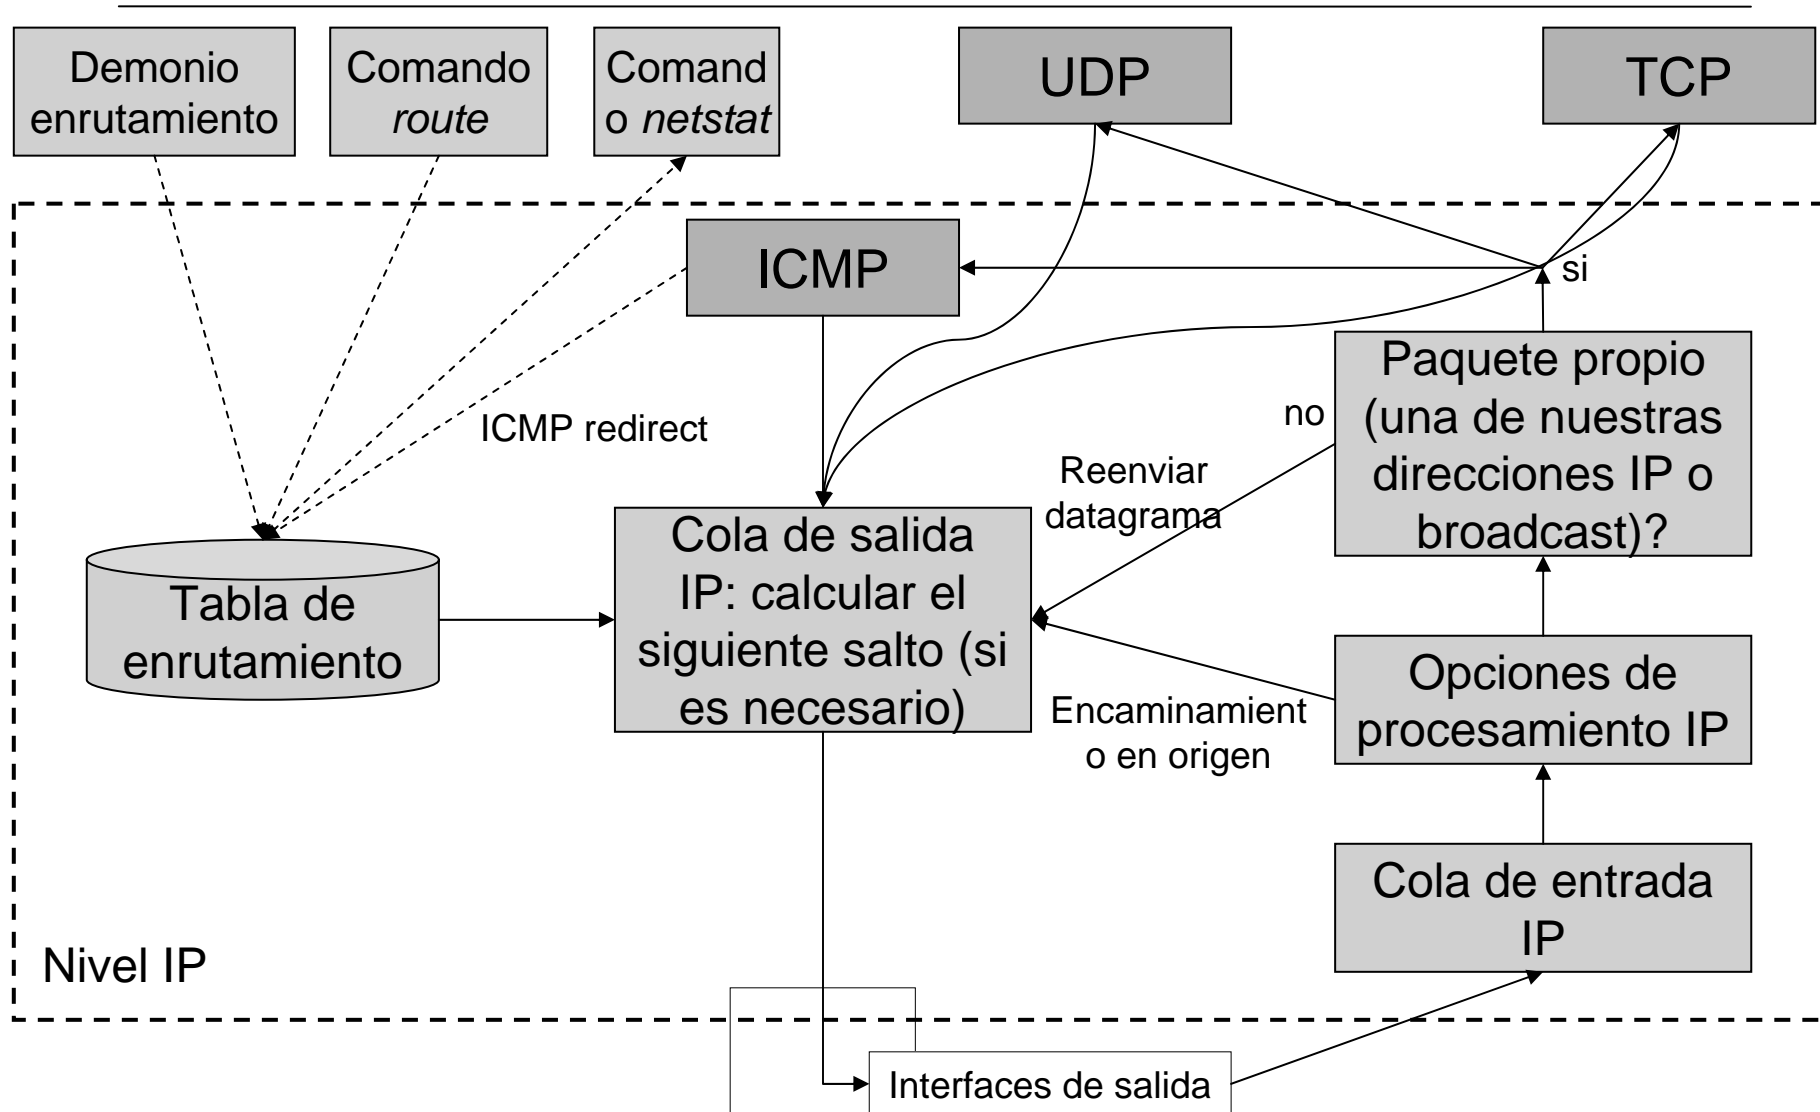 Demonio
enrutamiento
Comando
route
Comand
o netstat
UDP
TCP
ICMP
si
Paquete propio
(una de nuestras
direcciones IP o
broadcast)?
no
ICMP redirect
Reenviar
datagrama
Cola de salida
IP: calcular el
siguiente salto (si
es necesario)
Tabla de
enrutamiento
Opciones de
procesamiento IP
Encaminamient
o en origen
Cola de entrada
IP
Nivel IP
Interfaces de salida